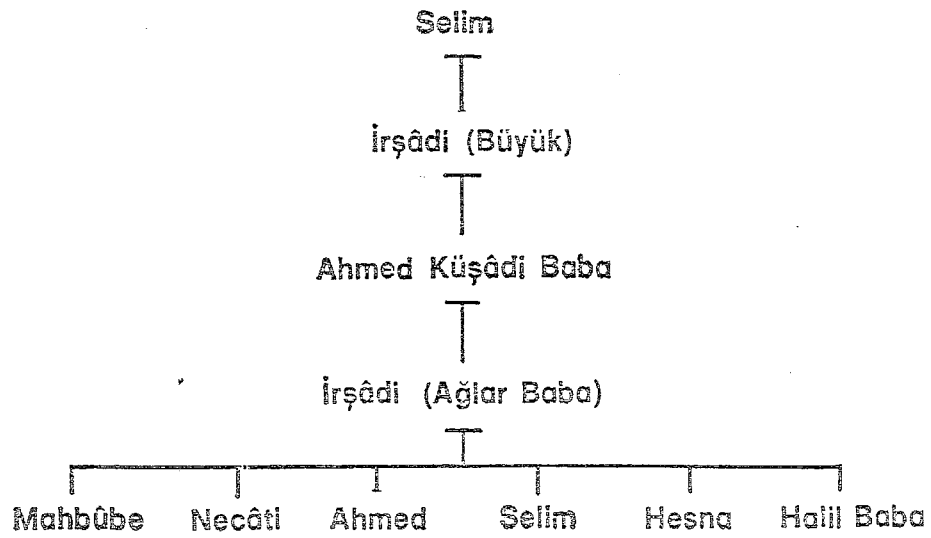 Selim
İrşâdi (Büyük)
Ahmed Küşâdi Baba
İrşâdi (Ağlar Baba)
Mahbûbe Necâti Ahmed Selim Hesna Halil Baba